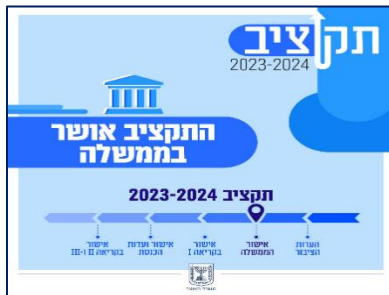 תקציב
2023-2024
התקציב אושר
בממשלה
תקציב 2023-2024
הערות
הציבור
אישור
הממשלה
אישור
בקריאה I
אישור ועדות
הכנסת
אישור
בקריאה II ו-III